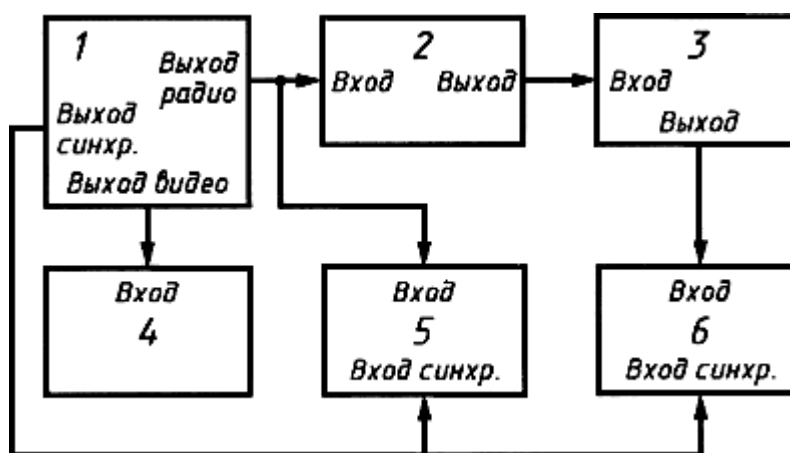 1
Выход
радио
Выход
синхр.
Выход видео
2
Вход Выход
3
Вход
Выход
Вход
4
Вход
5
Вход синхр.
Вход
6
Вход синхр.